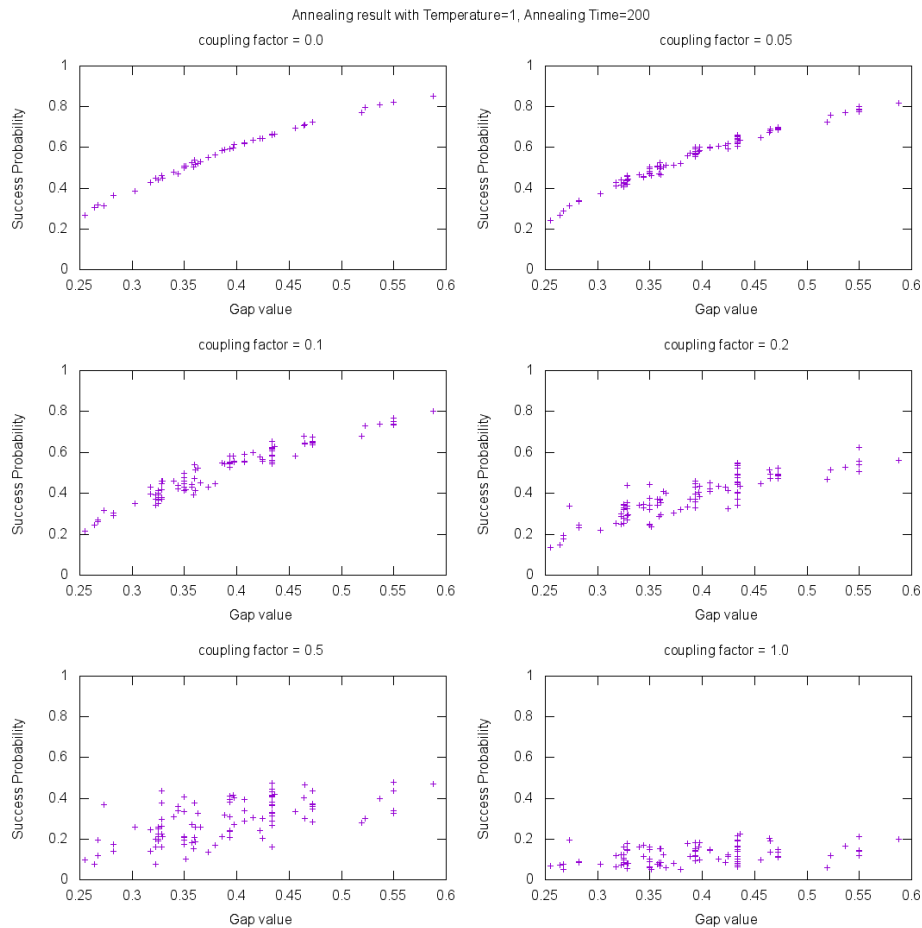 Annealing result with Temperature=1, Annealing Time=200
coupling factor = 0.0
Success Probability
1
0.8
0.6
0.4
0.2
0
0.25 0.3 0.35 0.4 0.45 0.5 0.55 0.6
Gap value
coupling factor = 0.05
Success Probability
1
0.8
0.6
0.4
0.2
0
0.25 0.3 0.35 0.4 0.45 0.5 0.55 0.6
Gap value
coupling factor = 0.1
Success Probability
1
0.8
0.6
0.4
0.2
0
0.25 0.3 0.35 0.4 0.45 0.5 0.55 0.6
Gap value
coupling factor = 0.2
Success Probability
1
0.8
0.6
0.4
0.2
0
0.25 0.3 0.35 0.4 0.45 0.5 0.55 0.6
Gap value
coupling factor = 0.5
Success Probability
1
0.8
0.6
0.4
0.2
0
0.25 0.3 0.35 0.4 0.45 0.5 0.55 0.6
Gap value
coupling factor = 1.0
Success Probability
1
0.8
0.6
0.4
0.2
0
0.25 0.3 0.35 0.4 0.45 0.5 0.55 0.6
Gap value